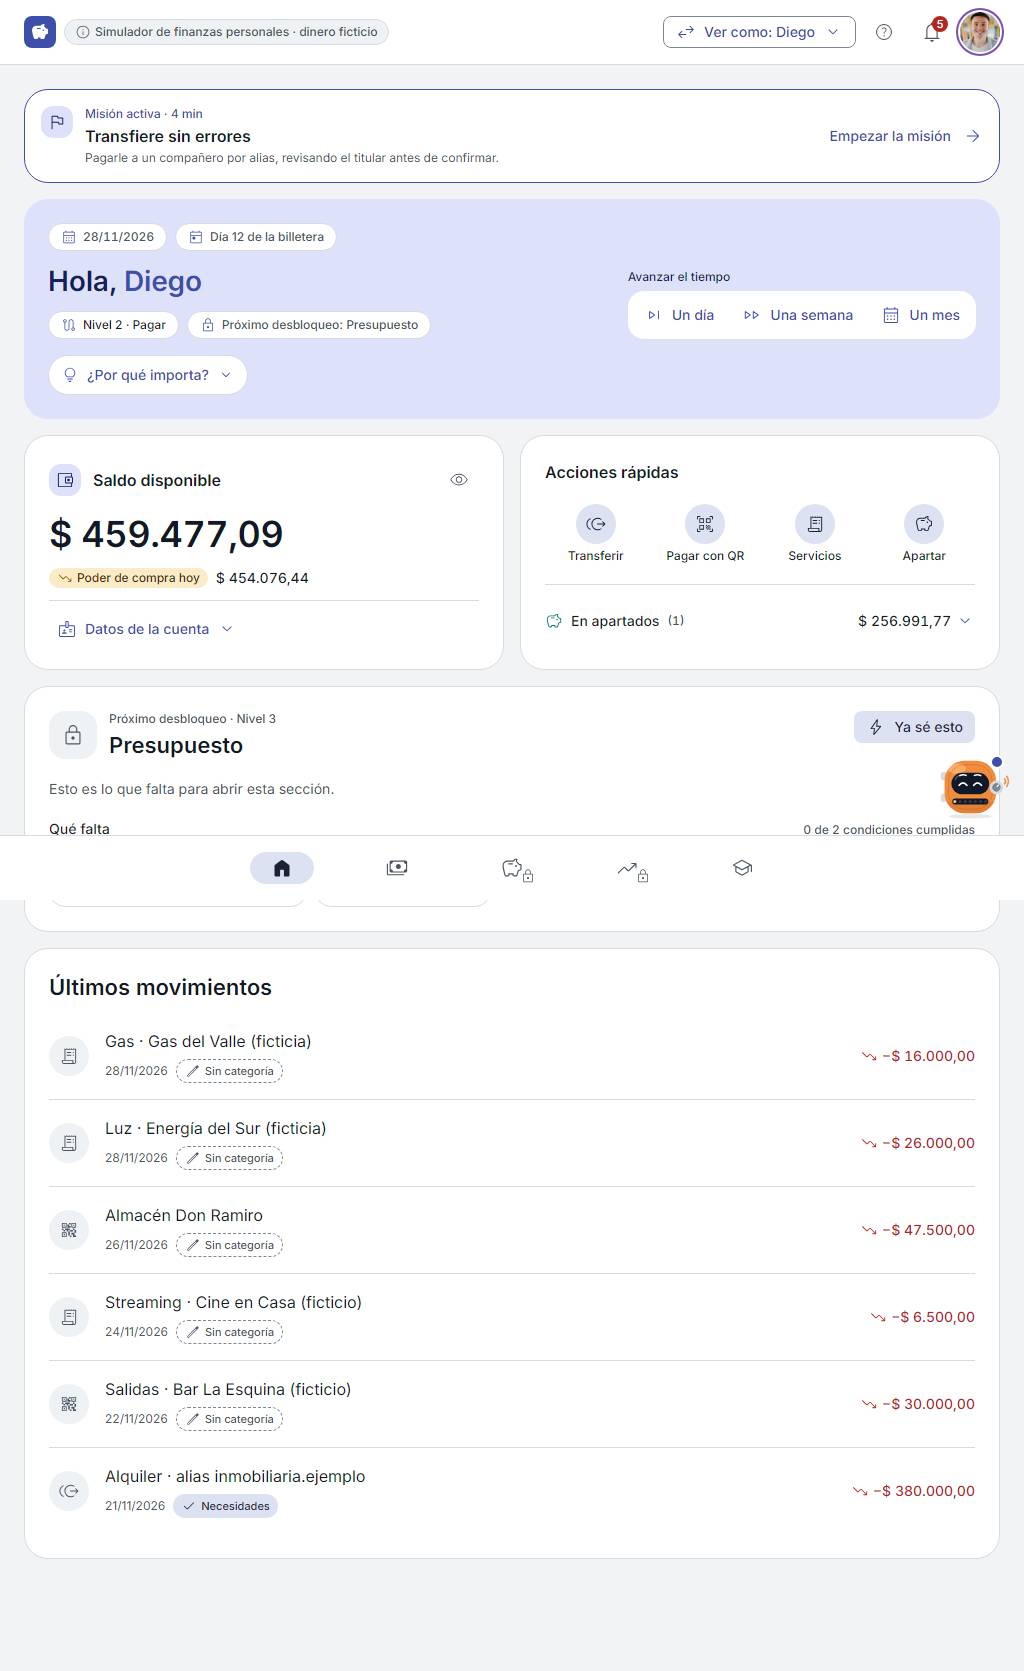 Simulador de finanzas personales · dinero ficticio
Ver como: Diego
5
Misión activa · 4 min
Transfiere sin errores
Pagarle a un compañero por alias, revisando el titular antes de confirmar.
Empezar la misión
28/11/2026
Día 12 de la billetera
Hola, Diego
Nivel 2 · Pagar
Próximo desbloqueo: Presupuesto
¿Por qué importa?
Avanzar el tiempo
Un día
Una semana
Un mes
Saldo disponible
$ 459.477,09
Poder de compra hoy
$ 454.076,44
Datos de la cuenta
Acciones rápidas
Transferir
Pagar con QR
Servicios
Apartar
En apartados (1)
$ 256.991,77
Próximo desbloqueo · Nivel 3
Presupuesto
Ya sé esto
Esto es lo que falta para abrir esta sección.
Qué falta
0 de 2 condiciones cumplidas
Últimos movimientos
Gas · Gas del Valle (ficticia)
28/11/2026
Sin categoría
−$ 16.000,00
Luz · Energía del Sur (ficticia)
28/11/2026
Sin categoría
−$ 26.000,00
Almacén Don Ramiro
26/11/2026
Sin categoría
−$ 47.500,00
Streaming · Cine en Casa (ficticio)
24/11/2026
Sin categoría
−$ 6.500,00
Salidas · Bar La Esquina (ficticio)
22/11/2026
Sin categoría
−$ 30.000,00
Alquiler · alias inmobiliaria.ejemplo
21/11/2026
Necesidades
−$ 380.000,00